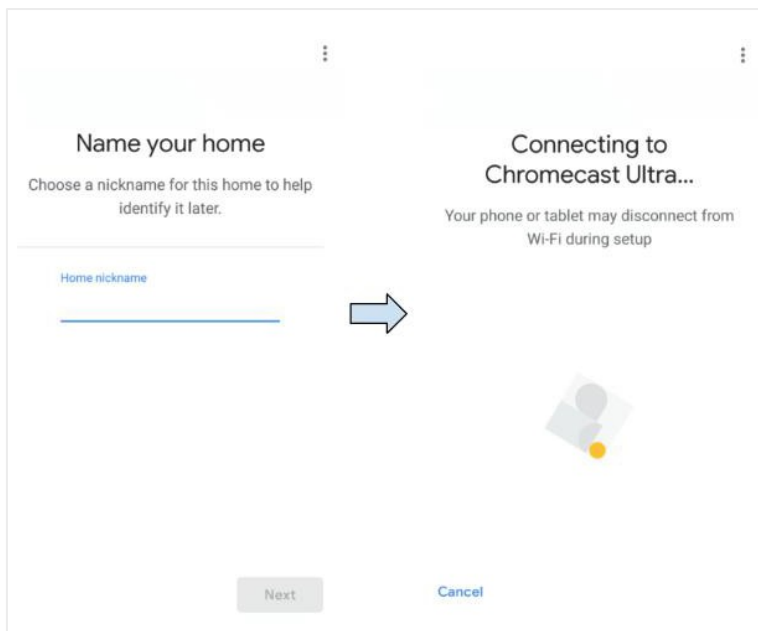 Name your home
Choose a nickname for this home to help
identify it later.
Home nickname
Next
Connecting to
Chromecast Ultra...
Your phone or tablet may disconnect from
Wi-Fi during setup
Cancel